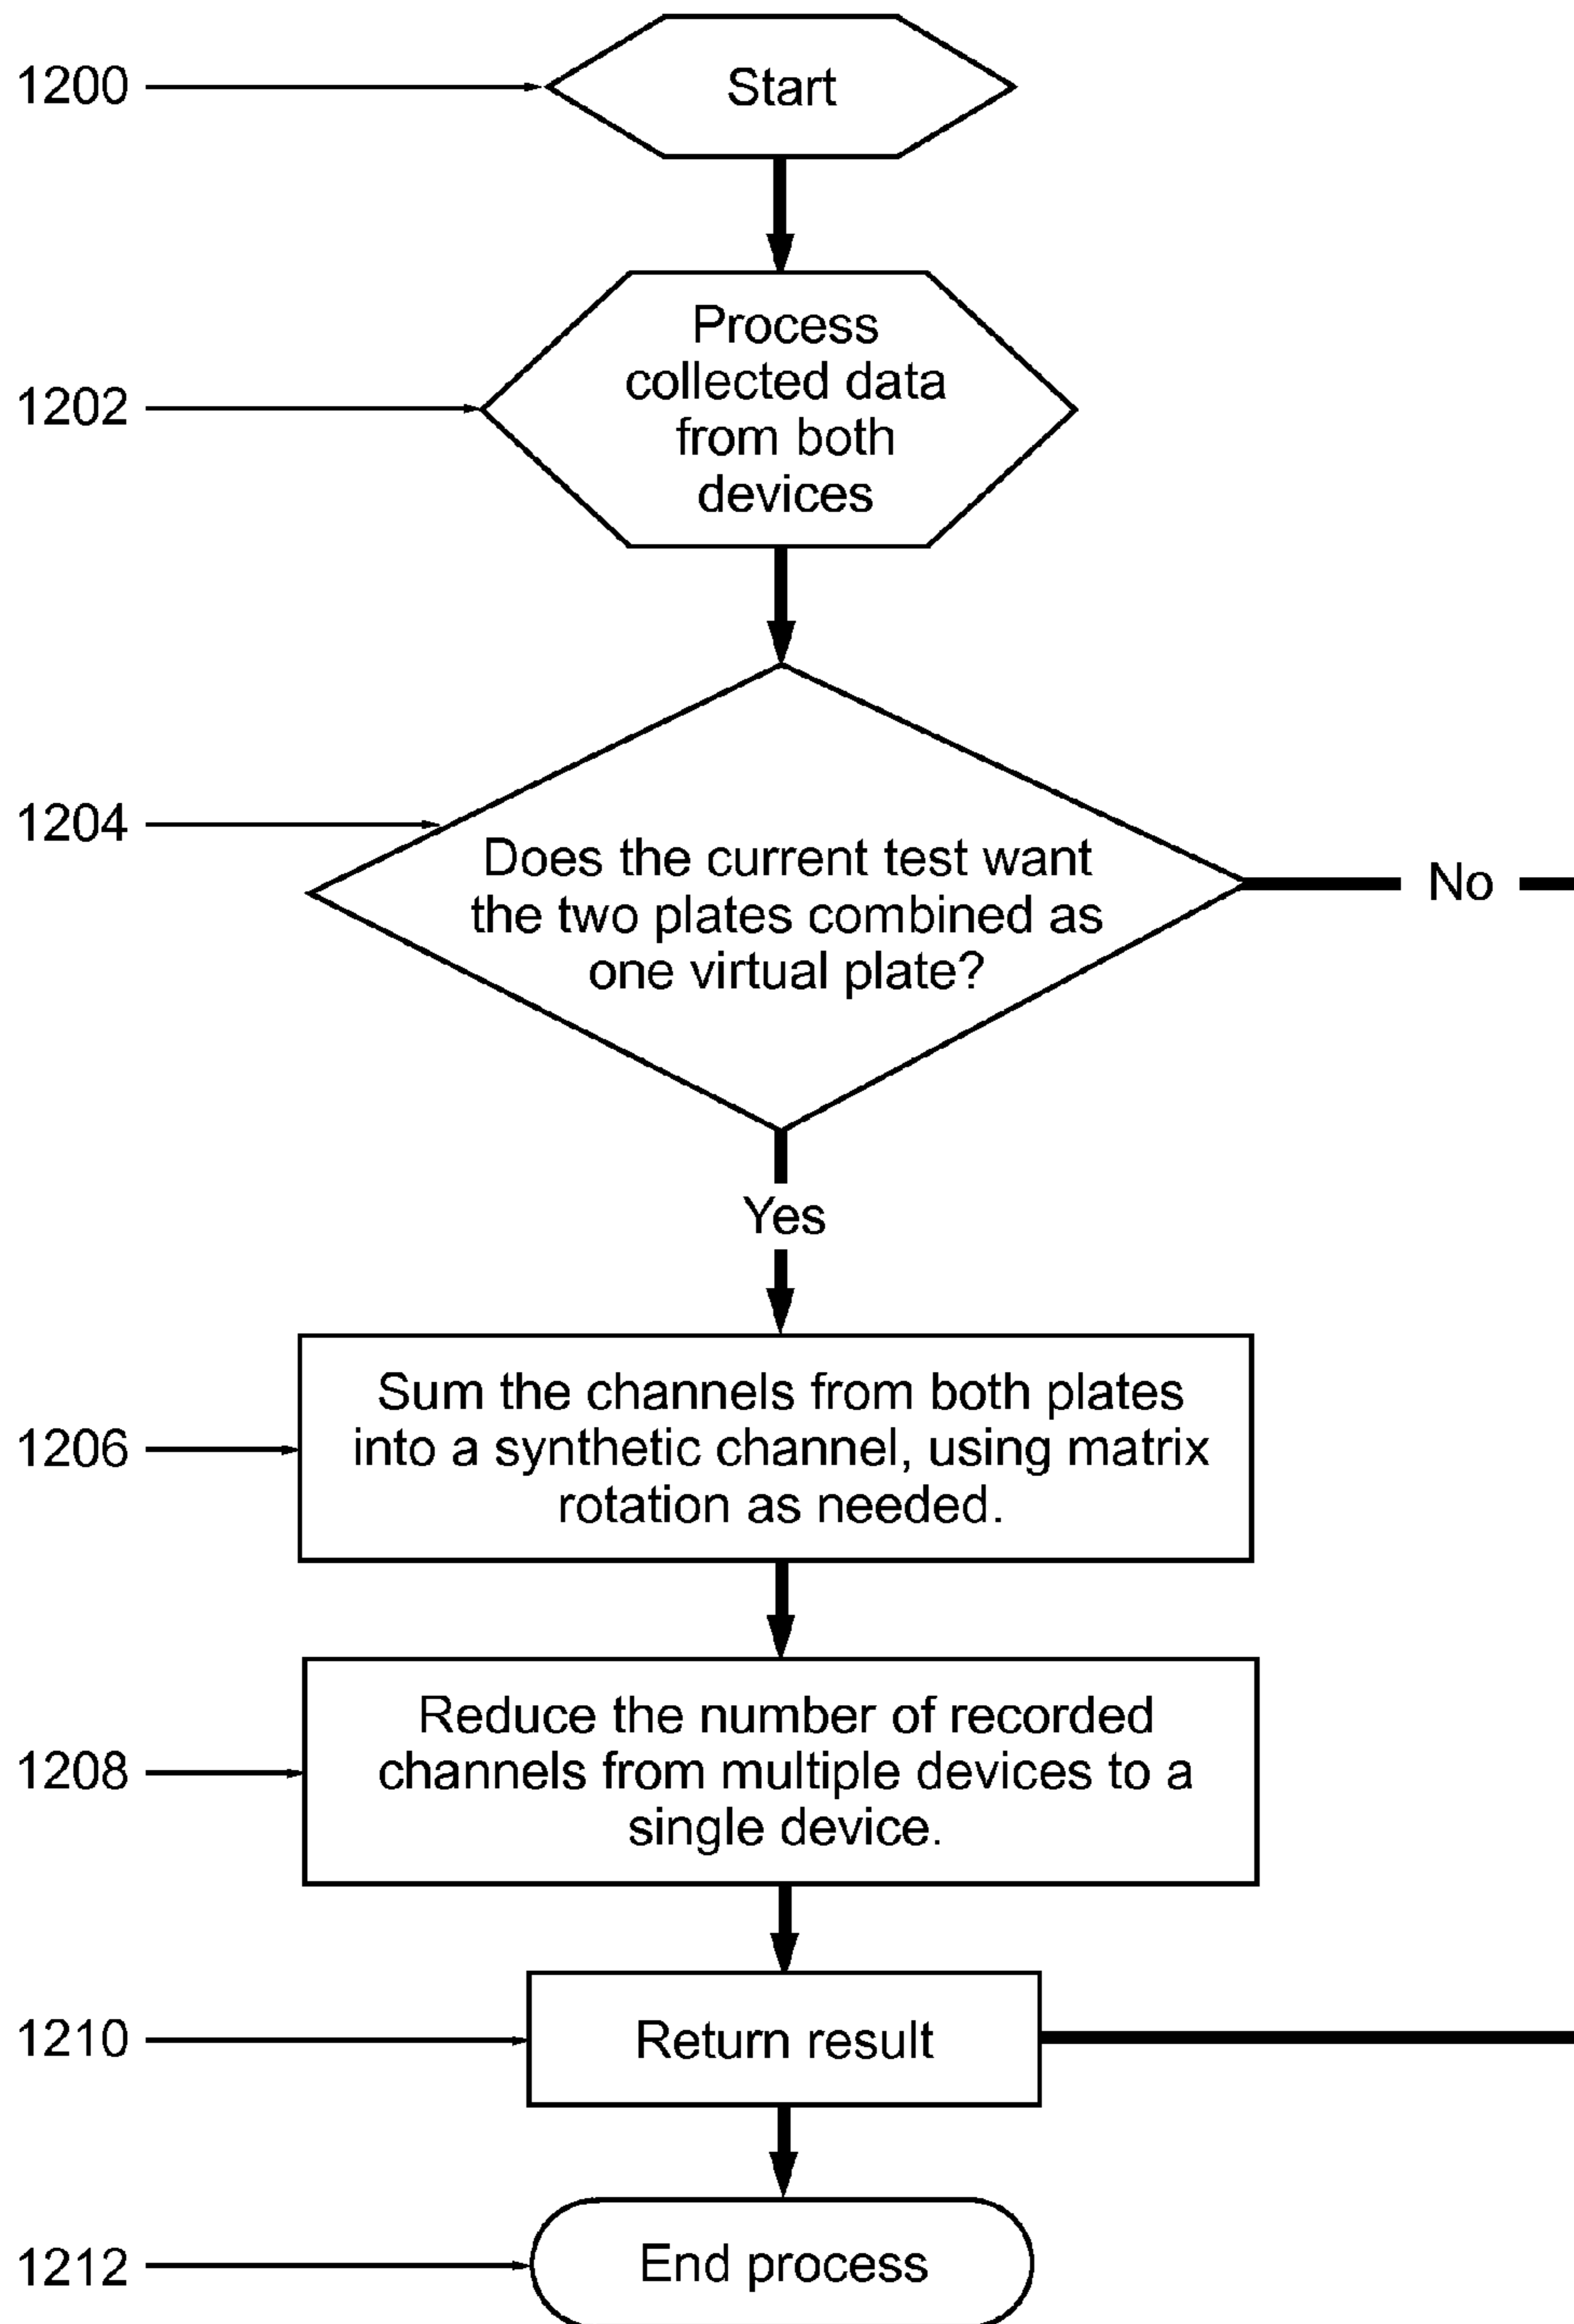 1200
Start
1202
Process
collected data
from both
devices
1204
Does the current test want
the two plates combined as
one virtual plate?
No
Yes
1206
Sum the channels from both plates
into a synthetic channel, using matrix
rotation as needed.
1208
Reduce the number of recorded
channels from multiple devices to a
single device.
1210
Return result
1212
End process